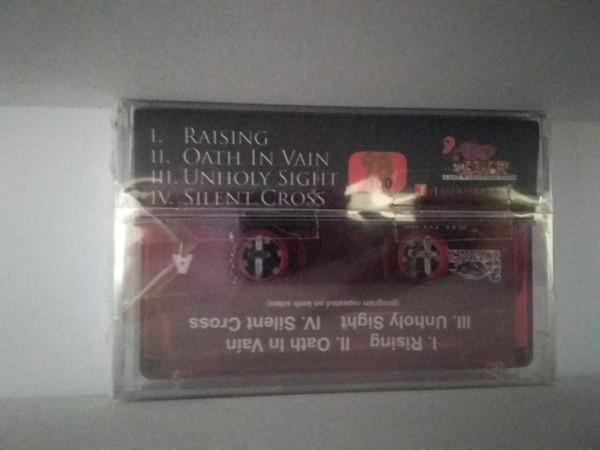 I. RAISING
II. OATH IN VAIN
III. UNHOLY SIGHT
IV. SILENT CROSS
A
I. Rising II. Oath In Vain
III. Unholy Sight IV. Silent Cross
(program repeated on both sides)